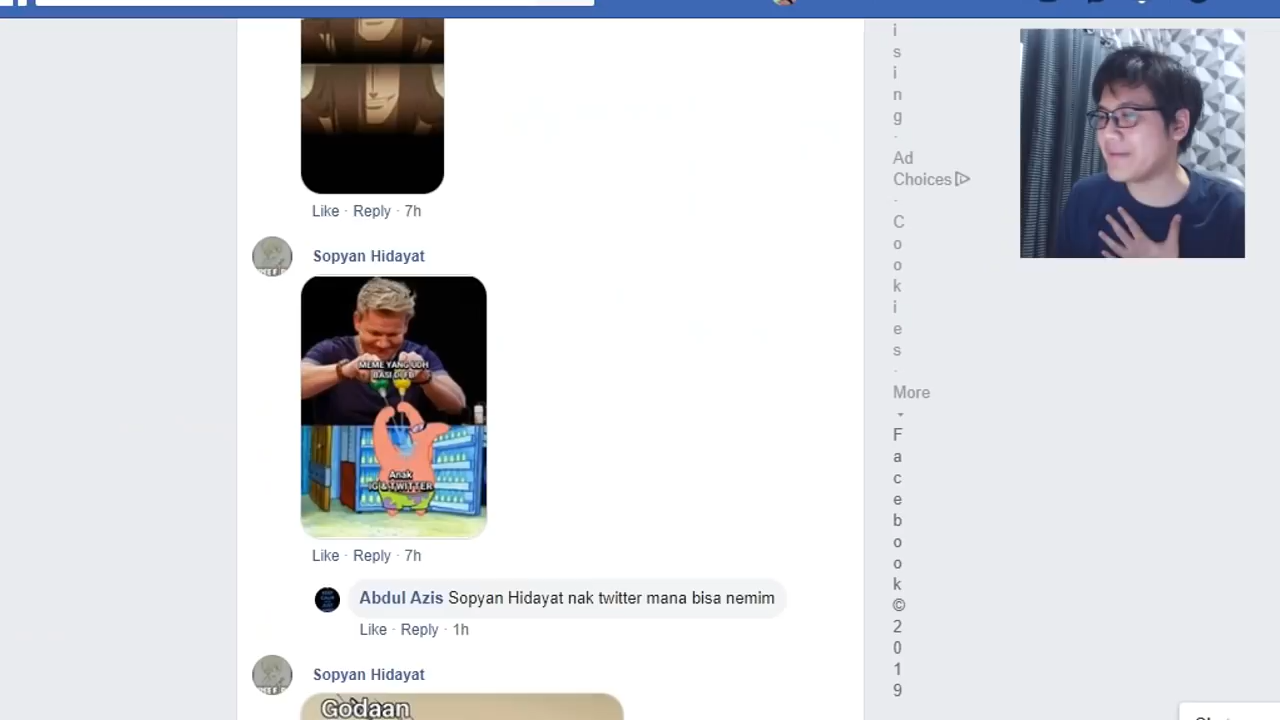 Like · Reply · 7h
Sopyan Hidayat
MEME YANG UDH
BASI DI FB
Anak
IG & TWITTER
Like · Reply · 7h
Abdul Azis Sopyan Hidayat nak twitter mana bisa nemim
Like · Reply · 1h
Sopyan Hidayat
Godaan
i
s
i
n
g
·
Ad
Choices
·
C
o
o
k
i
e
s
·
More
F
a
c
e
b
o
o
k
©
2
0
1
9